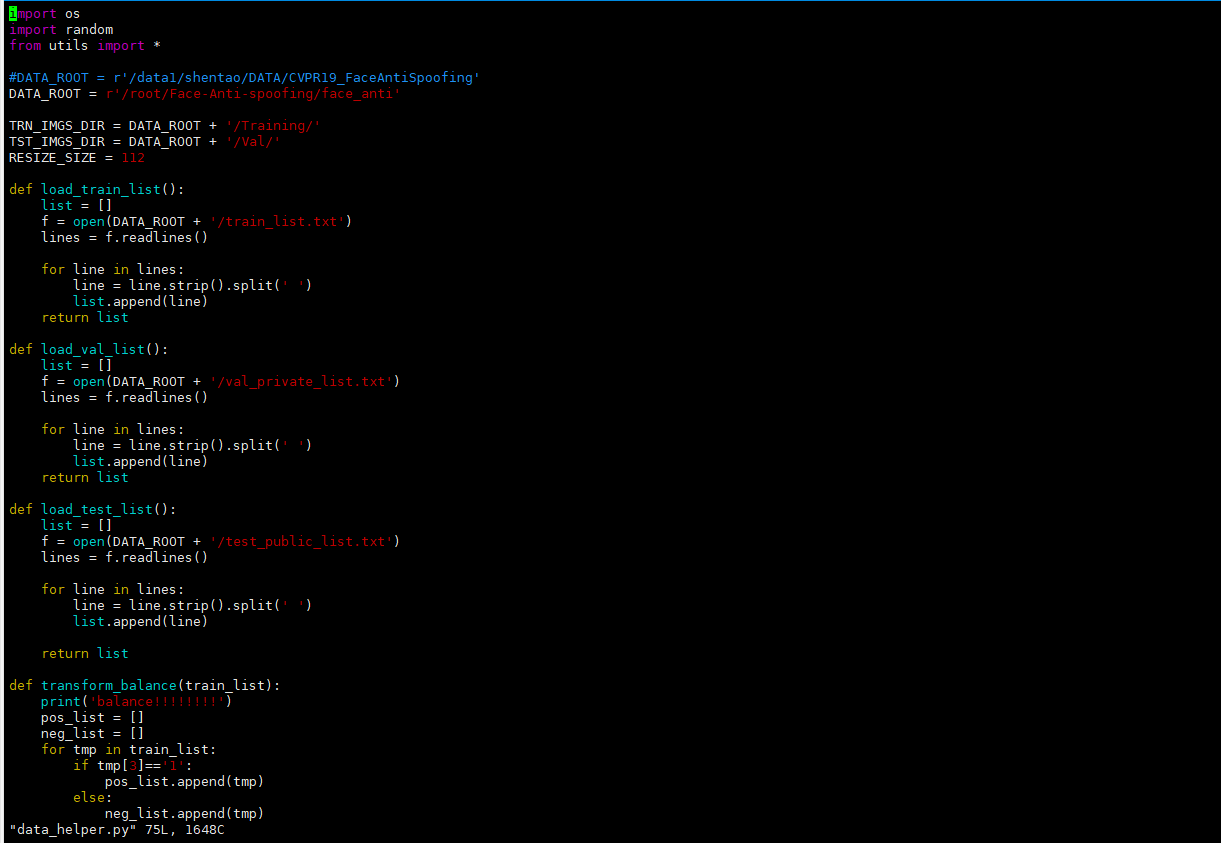 import os
import random
from utils import *

#DATA_ROOT = r'/data1/shentao/DATA/CVPR19_FaceAntiSpoofing'
DATA_ROOT = r'/root/Face-Anti-spoofing/face_anti'

TRN_IMGS_DIR = DATA_ROOT + '/Training/'
TST_IMGS_DIR = DATA_ROOT + '/Val/'
RESIZE_SIZE = 112

def load_train_list():
    list = []
    f = open(DATA_ROOT + '/train_list.txt')
    lines = f.readlines()

    for line in lines:
        line = line.strip().split(' ')
        list.append(line)
    return list

def load_val_list():
    list = []
    f = open(DATA_ROOT + '/val_private_list.txt')
    lines = f.readlines()

    for line in lines:
        line = line.strip().split(' ')
        list.append(line)
    return list

def load_test_list():
    list = []
    f = open(DATA_ROOT + '/test_public_list.txt')
    lines = f.readlines()

    for line in lines:
        line = line.strip().split(' ')
        list.append(line)

    return list

def transform_balance(train_list):
    print('balance!!!!!!!!')
    pos_list = []
    neg_list = []
    for tmp in train_list:
        if tmp[3]=='1':
            pos_list.append(tmp)
        else:
            neg_list.append(tmp)
"data_helper.py" 75L, 1648C